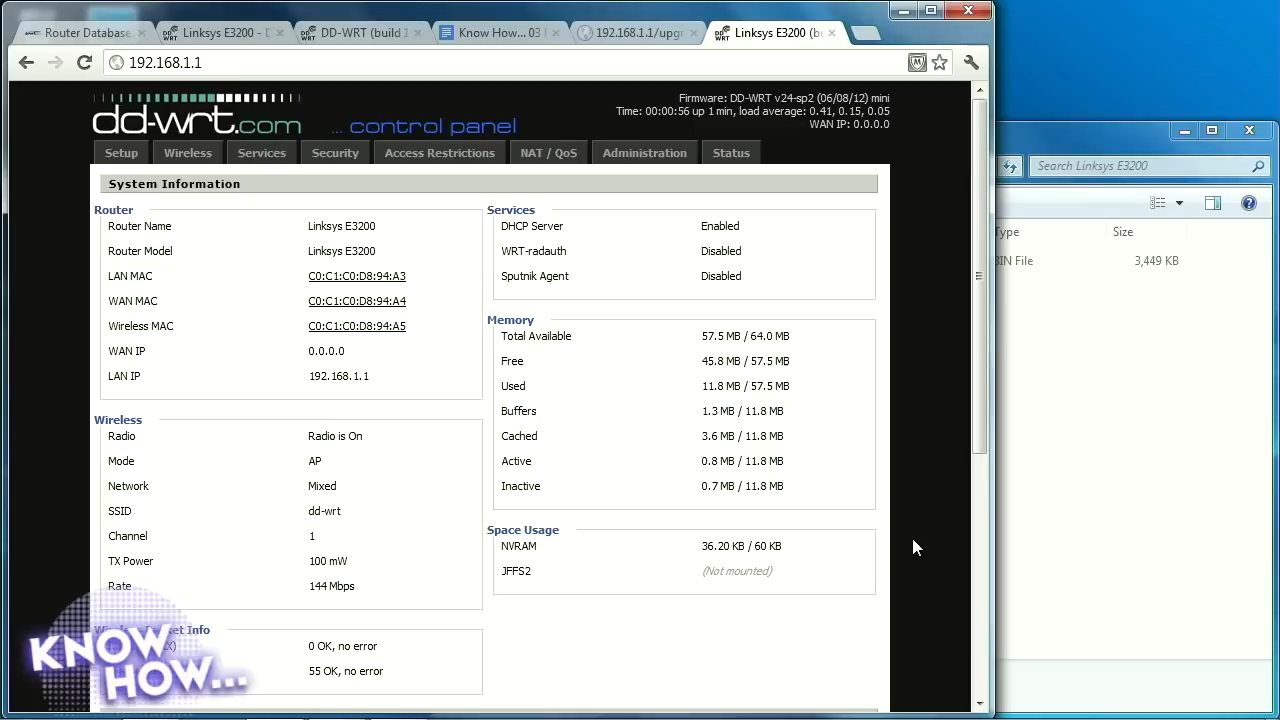 Router Database
Linksys E3200 - D
DD-WRT (build 1
Know How... 03
192.168.1.1/upgr
Linksys E3200 (bu
192.168.1.1
dd-wrt.com ... control panel
Firmware: DD-WRT v24-sp2 (06/08/12) mini
Time: 00:00:56 up 1 min, load average: 0.41, 0.15, 0.05
WAN IP: 0.0.0.0
Setup Wireless Services Security Access Restrictions NAT / QoS Administration Status
System Information
Router
Router Name Linksys E3200
Router Model Linksys E3200
LAN MAC C0:C1:C0:D8:94:A3
WAN MAC C0:C1:C0:D8:94:A4
Wireless MAC C0:C1:C0:D8:94:A5
WAN IP 0.0.0.0
LAN IP 192.168.1.1
Wireless
Radio Radio is On
Mode AP
Network Mixed
SSID dd-wrt
Channel 1
TX Power 100 mW
Rate 144 Mbps
et Info
0 OK, no error
55 OK, no error
Services
DHCP Server Enabled
WRT-radauth Disabled
Sputnik Agent Disabled
Memory
Total Available 57.5 MB / 64.0 MB
Free 45.8 MB / 57.5 MB
Used 11.8 MB / 57.5 MB
Buffers 1.3 MB / 11.8 MB
Cached 3.6 MB / 11.8 MB
Active 0.8 MB / 11.8 MB
Inactive 0.7 MB / 11.8 MB
Space Usage
NVRAM 36.20 KB / 60 KB
JFFS2 (Not mounted)
Search Linksys E3200
Type Size
BIN File 3,449 KB
KNOW
HOW...